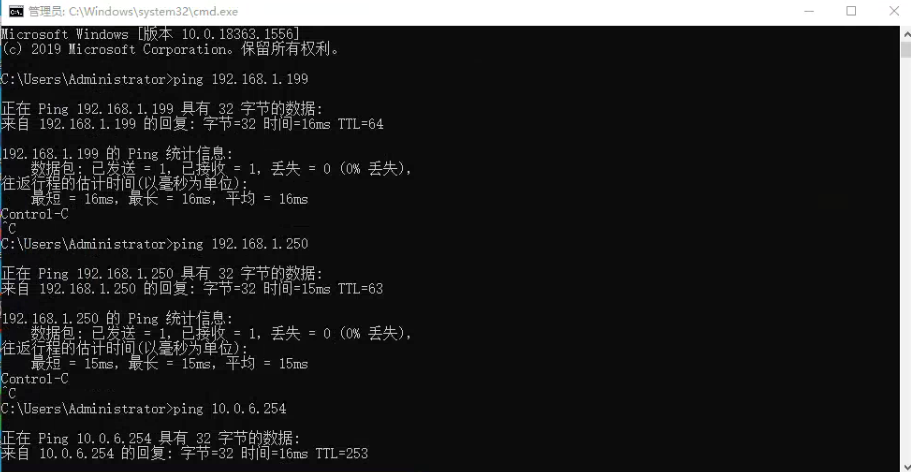 管理员: C:\Windows\system32\cmd.exe
Microsoft Windows [版本 10.0.18363.1556]
(c) 2019 Microsoft Corporation。保留所有权利。
C:\Users\Administrator>ping 192.168.1.199
正在 Ping 192.168.1.199 具有 32 字节的数据:
来自 192.168.1.199 的回复: 字节=32 时间=16ms TTL=64
192.168.1.199 的 Ping 统计信息:
数据包: 已发送 = 1，已接收 = 1，丢失 = 0 (0% 丢失)，
往返行程的估计时间(以毫秒为单位):
最短 = 16ms，最长 = 16ms，平均 = 16ms
Control-C
^C
C:\Users\Administrator>ping 192.168.1.250
正在 Ping 192.168.1.250 具有 32 字节的数据:
来自 192.168.1.250 的回复: 字节=32 时间=15ms TTL=63
192.168.1.250 的 Ping 统计信息:
数据包: 已发送 = 1，已接收 = 1，丢失 = 0 (0% 丢失)，
往返行程的估计时间(以毫秒为单位):
最短 = 15ms，最长 = 15ms，平均 = 15ms
Control-C
^C
C:\Users\Administrator>ping 10.0.6.254
正在 Ping 10.0.6.254 具有 32 字节的数据:
来自 10.0.6.254 的回复: 字节=32 时间=16ms TTL=253